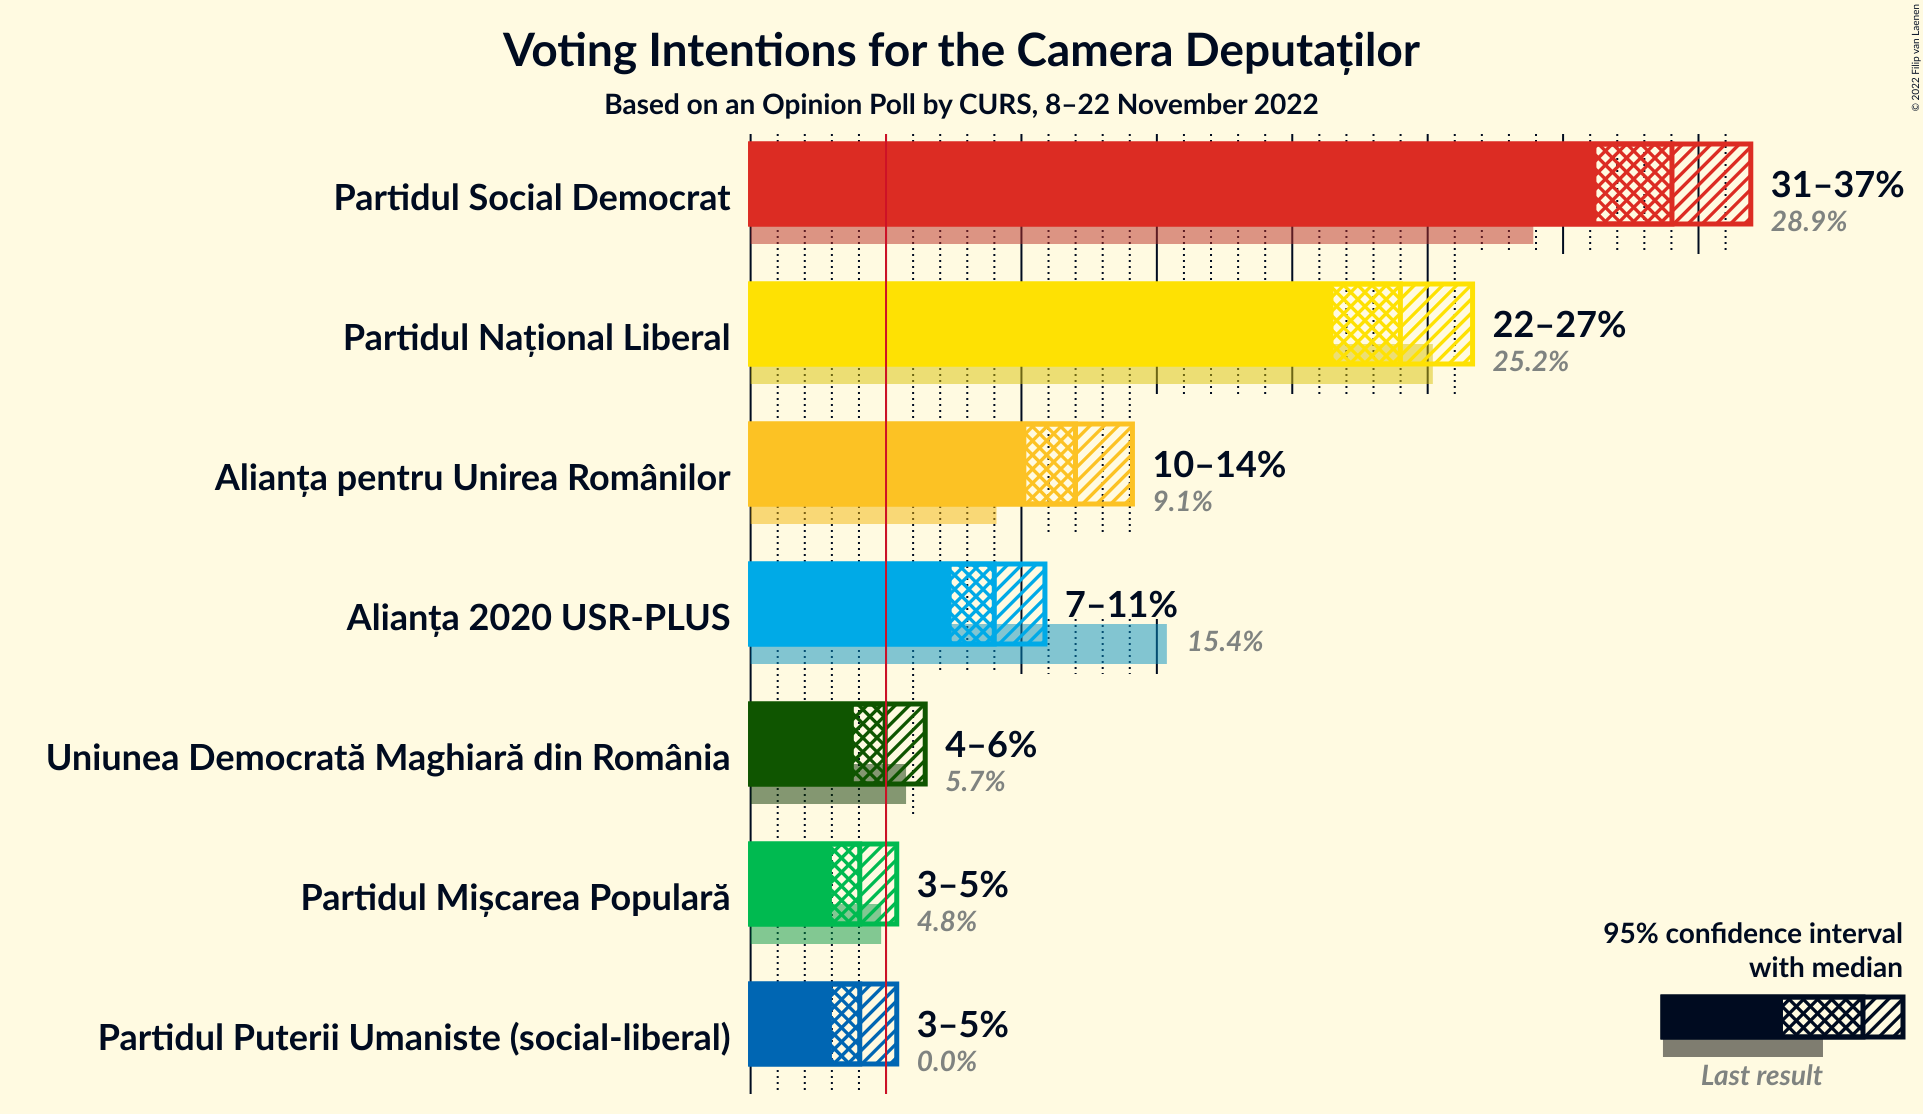 Voting Intentions for the Camera Deputaților
Based on an Opinion Poll by CURS, 8–22 November 2022
© 2022 Filip van Laenen
Partidul Social Democrat
31–37%
28.9%
Partidul Național Liberal
22–27%
25.2%
Alianța pentru Unirea Românilor
10–14%
9.1%
Alianța 2020 USR-PLUS
7–11%
15.4%
Uniunea Democrată Maghiară din România
4–6%
5.7%
Partidul Mișcarea Populară
3–5%
4.8%
Partidul Puterii Umaniste (social-liberal)
3–5%
0.0%
95% confidence interval
with median
Last result